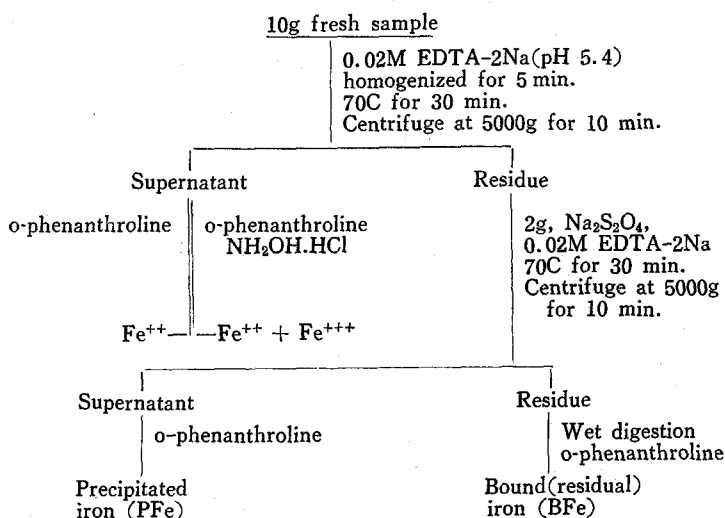 10g fresh sample
0.02M EDTA-2Na(pH 5.4)
homogenized for 5 min.
70C for 30 min.
Centrifuge at 5000g for 10 min.
Supernatant
Residue
o-phenanthroline
o-phenanthroline
NH₂OH.HCl
2g, Na₂S₂O₄,
0.02M EDTA-2Na
70C for 30 min.
Centrifuge at 5000g
for 10 min.
Fe⁺⁺ — —Fe⁺⁺ + Fe⁺⁺⁺
Supernatant
Residue
o-phenanthroline
Wet digestion
o-phenanthroline
Precipitated
iron (PFe)
Bound(residual)
iron (BFe)